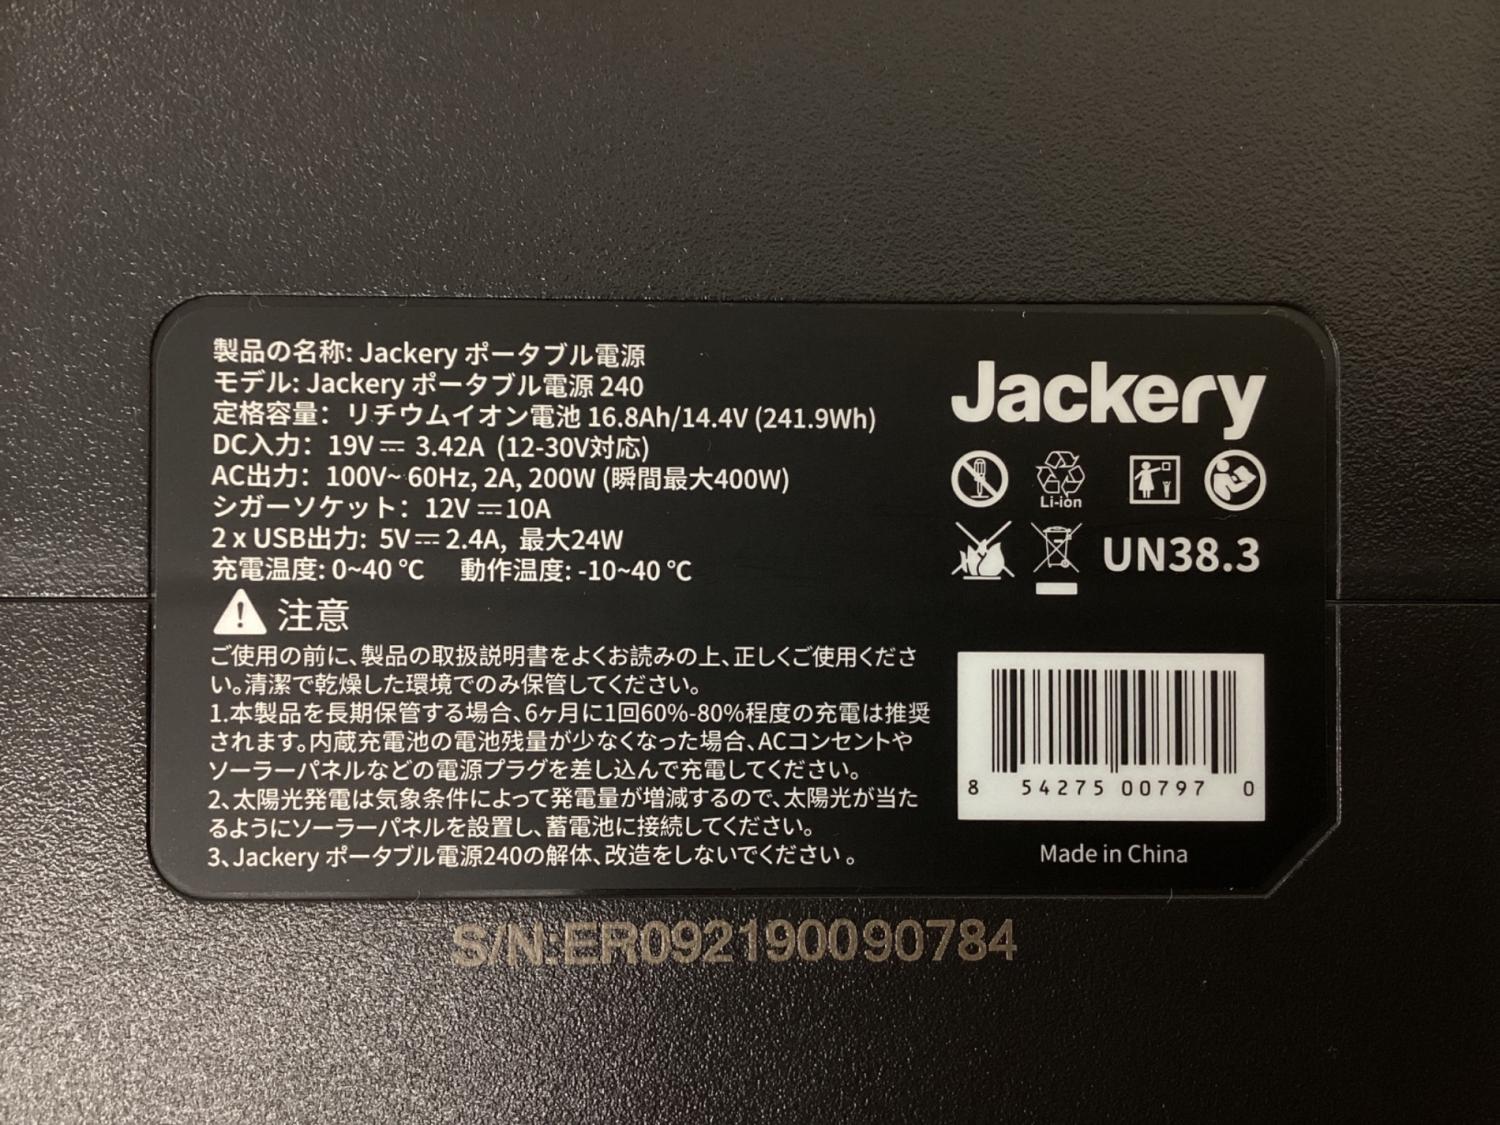 製品の名称: Jackery ポータブル電源
モデル: Jackery ポータブル電源 240
定格容量： リチウムイオン電池 16.8Ah/14.4V (241.9Wh)
DC入力： 19V⎓ 3.42A (12-30V対応)
AC出力： 100V~ 60Hz, 2A, 200W (瞬間最大400W)
シガーソケット： 12V⎓10A
2 x USB出力: 5V⎓2.4A, 最大24W
充電温度: 0~40 ℃ 動作温度: -10~40 ℃
注意
ご使用の前に、製品の取扱説明書をよくお読みの上、正しくご使用くださ
い。清潔で乾燥した環境でのみ保管してください。
1.本製品を長期保管する場合、6ヶ月に1回60%-80%程度の充電は推奨
されます。内蔵充電池の電池残量が少なくなった場合、ACコンセントや
ソーラーパネルなどの電源プラグを差し込んで充電してください。
2、太陽光発電は気象条件によって発電量が増減するので、太陽光が当た
るようにソーラーパネルを設置し、蓄電池に接続してください。
3、Jackery ポータブル電源240の解体、改造をしないでください。
Jackery
Li-ion
UN38.3
8 54275 00797 0
Made in China
S/N:ER092190090784